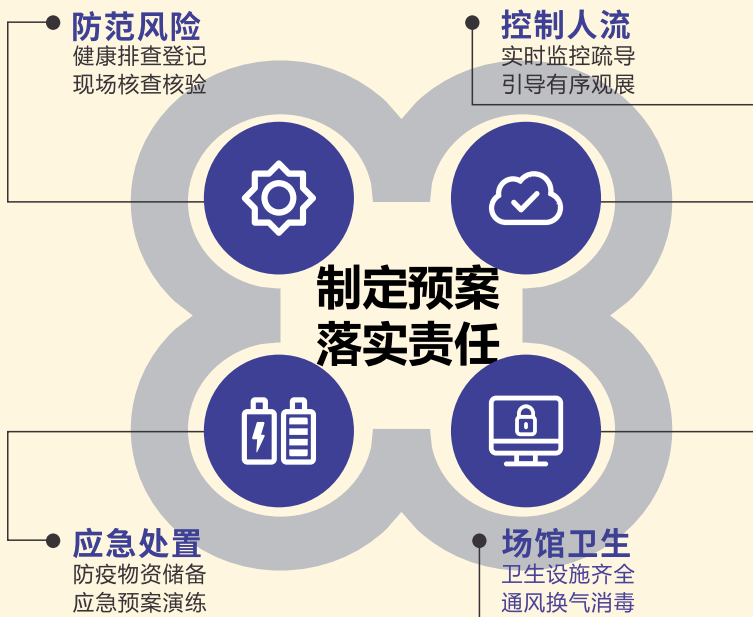 防范风险
健康排查登记
现场核查核验
控制人流
实时监控疏导
引导有序观展
制定预案
落实责任
应急处置
防疫物资储备
应急预案演练
场馆卫生
卫生设施齐全
通风换气消毒